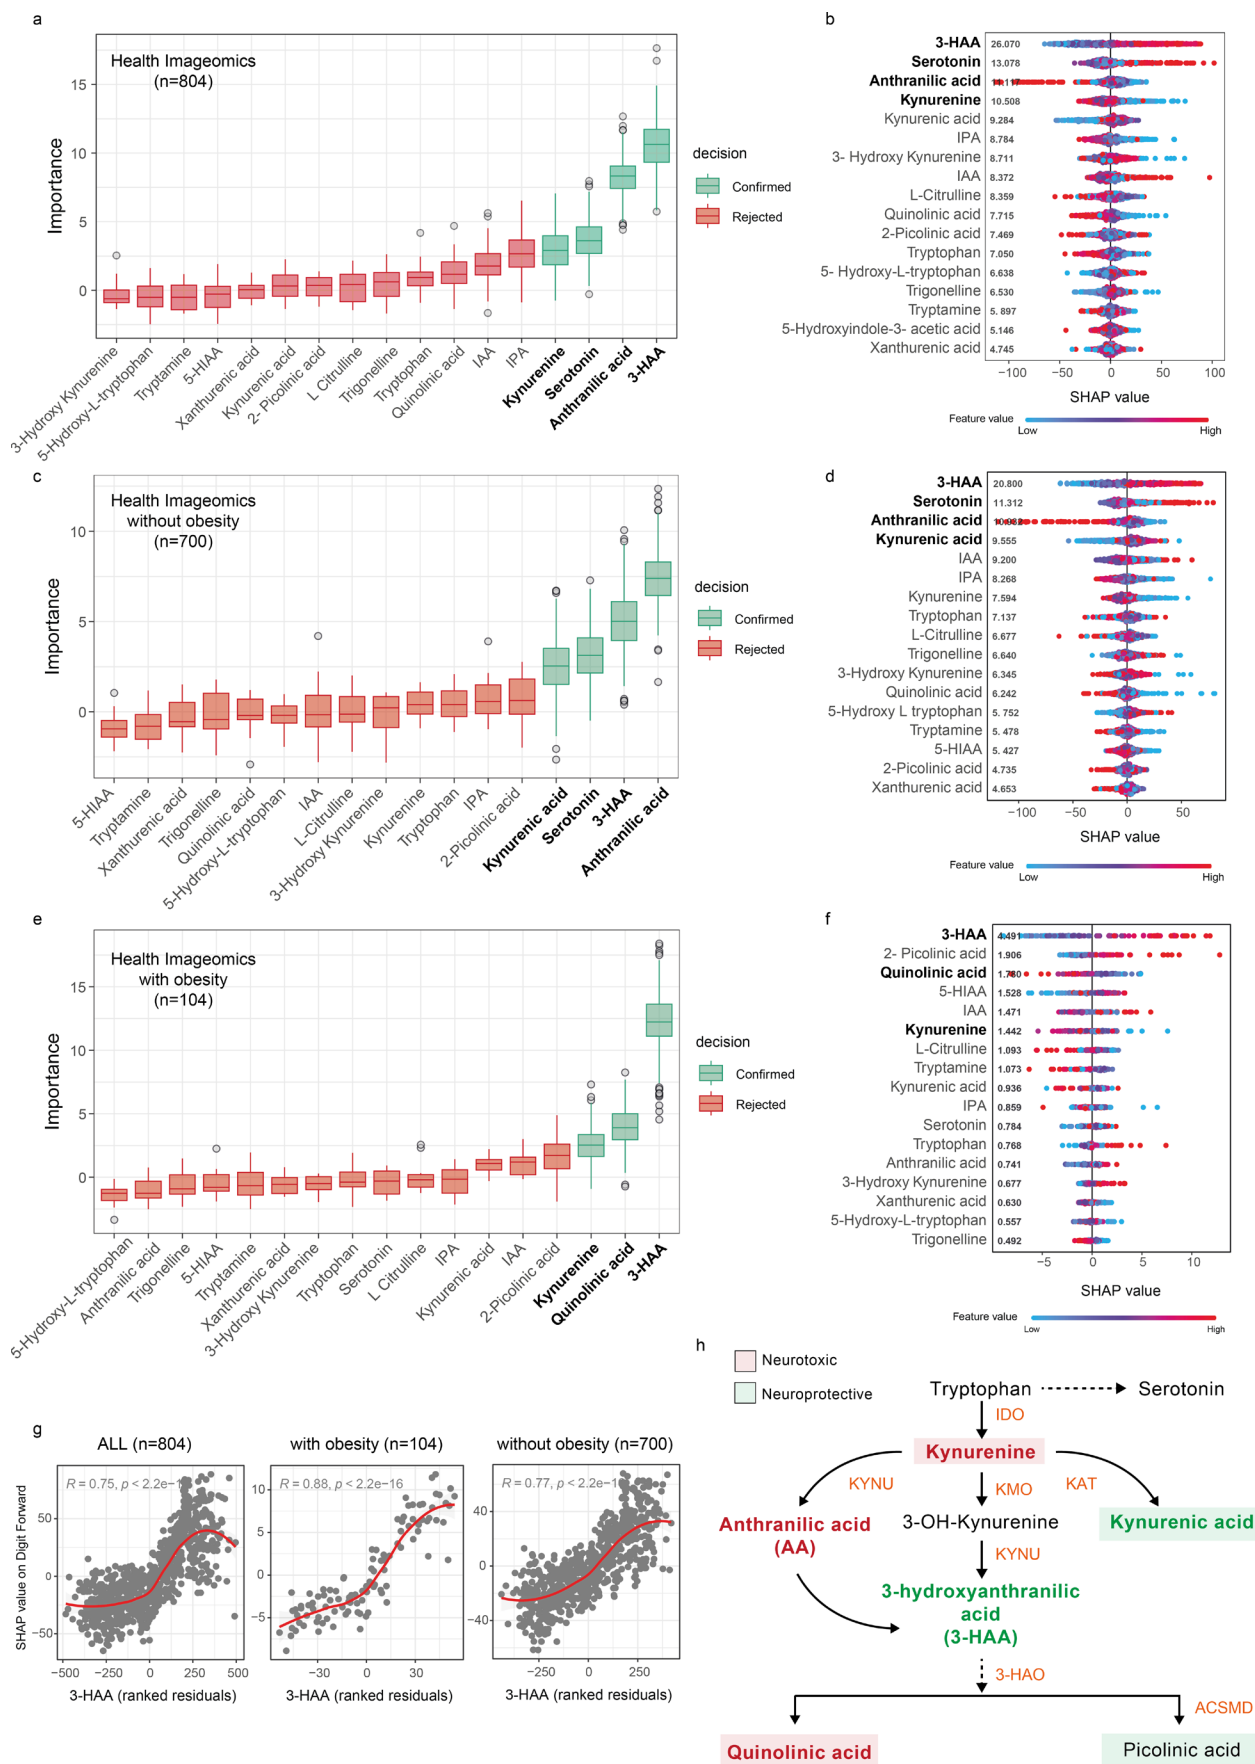 a
Health Imageomics
(n=804)
Importance
15
10
5
0
decision
Confirmed
Rejected
3-Hydroxy Kynurenine
5-Hydroxy-L-tryptophan
Tryptamine
5-HIAA
Xanthurenic acid
Kynurenic acid
2- Picolinic acid
L Citrulline
Trigonelline
Tryptophan
Quinolinic acid
IAA
IPA
Kynurenine
Serotonin
Anthranilic acid
3-HAA
b
3-HAA 26.070
Serotonin 13.078
Anthranilic acid 11.117
Kynurenine 10.508
Kynurenic acid 9.284
IPA 8.784
3- Hydroxy Kynurenine 8.711
IAA 8.372
L-Citrulline 8.359
Quinolinic acid 7.715
2-Picolinic acid 7.469
Tryptophan 7.050
5- Hydroxy-L-tryptophan 6.638
Trigonelline 6.530
Tryptamine 5. 897
5-Hydroxyindole-3- acetic acid 5.146
Xanthurenic acid 4.745
−100 −50 0 50 100
SHAP value
Feature value
Low High
c
Health Imageomics
without obesity
(n=700)
Importance
10
5
0
decision
Confirmed
Rejected
5-HIAA
Tryptamine
Xanthurenic acid
Trigonelline
Quinolinic acid
5-Hydroxy-L-tryptophan
IAA
L-Citrulline
3-Hydroxy Kynurenine
Kynurenine
Tryptophan
IPA
2-Picolinic acid
Kynurenic acid
Serotonin
3-HAA
Anthranilic acid
d
3-HAA 20.800
Serotonin 11.312
Anthranilic acid
Kynurenic acid 9.555
IAA 9.200
IPA 8.268
Kynurenine 7.594
Tryptophan 7.137
L-Citrulline 6.677
Trigonelline 6.640
3-Hydroxy Kynurenine 6.345
Quinolinic acid 6.242
5-Hydroxy L tryptophan 5. 752
Tryptamine 5. 478
5-HIAA 5. 427
2-Picolinic acid 4.735
Xanthurenic acid 4.653
−100 −50 0 50
SHAP value
Feature value
Low High
e
Health Imageomics
with obesity
(n=104)
Importance
15
10
5
0
decision
Confirmed
Rejected
5-Hydroxy-L-tryptophan
Anthranilic acid
Trigonelline
5-HIAA
Tryptamine
Xanthurenic acid
3-Hydroxy Kynurenine
Tryptophan
Serotonin
L Citrulline
IPA
Kynurenic acid
IAA
2-Picolinic acid
Kynurenine
Quinolinic acid
3-HAA
f
3-HAA 4.491
2- Picolinic acid 1.906
Quinolinic acid 1.780
5-HIAA 1.528
IAA 1.471
Kynurenine 1.442
L-Citrulline 1.093
Tryptamine 1.073
Kynurenic acid 0.936
IPA 0.859
Serotonin 0.784
Tryptophan 0.768
Anthranilic acid 0.741
3-Hydroxy Kynurenine 0.677
Xanthurenic acid 0.630
5-Hydroxy-L-tryptophan 0.557
Trigonelline 0.492
−5 0 5 10
SHAP value
Feature value
Low High
g
SHAP value on Digit Forward
ALL (n=804)
R = 0.75, p < 2.2e−1
50
0
−50
−500 −250 0 250 500
3-HAA (ranked residuals)
with obesity (n=104)
R = 0.88, p < 2.2e−16
10
5
0
−5
−30 0 30
3-HAA (ranked residuals)
without obesity (n=700)
R = 0.77, p < 2.2e−1
40
0
−40
−250 0 250
3-HAA (ranked residuals)
h
Neurotoxic
Neuroprotective
Tryptophan Serotonin
IDO
Kynurenine
KYNU KMO KAT
Anthranilic acid
(AA)
3-OH-Kynurenine
Kynurenic acid
KYNU
3-hydroxyanthranilic
acid
(3-HAA)
3-HAO
ACSMD
Quinolinic acid
Picolinic acid